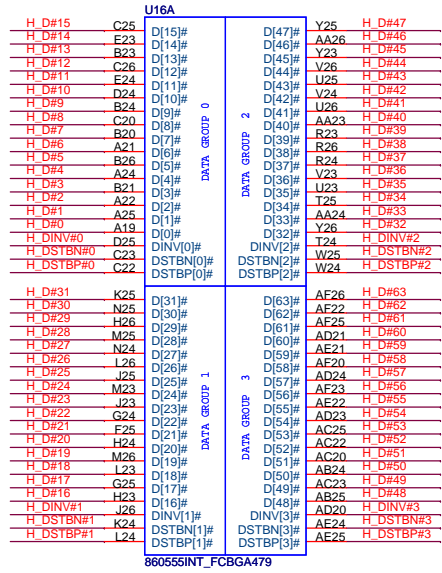 U16A
H_D#15 C25 D[15]# D[47]# Y25 H_D#47
H_D#14 E23 D[14]# D[46]# AA26 H_D#46
H_D#13 B23 D[13]# D[45]# Y23 H_D#45
H_D#12 C26 D[12]# D[44]# V26 H_D#44
H_D#11 E24 D[11]# D[43]# U25 H_D#43
H_D#10 D24 D[10]# D[42]# V24 H_D#42
H_D#9 B24 D[9]# D[41]# U26 H_D#41
H_D#8 C20 D[8]# D[40]# AA23 H_D#40
H_D#7 B20 D[7]# D[39]# R23 H_D#39
H_D#6 A21 D[6]# D[38]# R26 H_D#38
H_D#5 B26 D[5]# D[37]# R24 H_D#37
H_D#4 A24 D[4]# D[36]# V23 H_D#36
H_D#3 B21 D[3]# D[35]# U23 H_D#35
H_D#2 A22 D[2]# D[34]# T25 H_D#34
H_D#1 A25 D[1]# D[33]# AA24 H_D#33
H_D#0 A19 D[0]# D[32]# Y26 H_D#32
H_DINV#0 D25 DINV[0]# DINV[2]# T24 H_DINV#2
H_DSTBN#0 C23 DSTBN[0]# DSTBN[2]# W25 H_DSTBN#2
H_DSTBP#0 C22 DSTBP[0]# DSTBP[2]# W24 H_DSTBP#2
DATA GROUP 0
DATA GROUP 2
H_D#31 K25 D[31]# D[63]# AF26 H_D#63
H_D#30 N25 D[30]# D[62]# AF22 H_D#62
H_D#29 H26 D[29]# D[61]# AF25 H_D#61
H_D#28 M25 D[28]# D[60]# AD21 H_D#60
H_D#27 N24 D[27]# D[59]# AE21 H_D#59
H_D#26 L26 D[26]# D[58]# AF20 H_D#58
H_D#25 J25 D[25]# D[57]# AD24 H_D#57
H_D#24 M23 D[24]# D[56]# AF23 H_D#56
H_D#23 J23 D[23]# D[55]# AE22 H_D#55
H_D#22 G24 D[22]# D[54]# AD23 H_D#54
H_D#21 F25 D[21]# D[53]# AC25 H_D#53
H_D#20 H24 D[20]# D[52]# AC22 H_D#52
H_D#19 M26 D[19]# D[51]# AC20 H_D#51
H_D#18 L23 D[18]# D[50]# AB24 H_D#50
H_D#17 G25 D[17]# D[49]# AC23 H_D#49
H_D#16 H23 D[16]# D[48]# AB25 H_D#48
H_DINV#1 J26 DINV[1]# DINV[3]# AD20 H_DINV#3
H_DSTBN#1 K24 DSTBN[1]# DSTBN[3]# AE24 H_DSTBN#3
H_DSTBP#1 L24 DSTBP[1]# DSTBP[3]# AE25 H_DSTBP#3
DATA GROUP 1
DATA GROUP 3
860555INT_FCBGA479